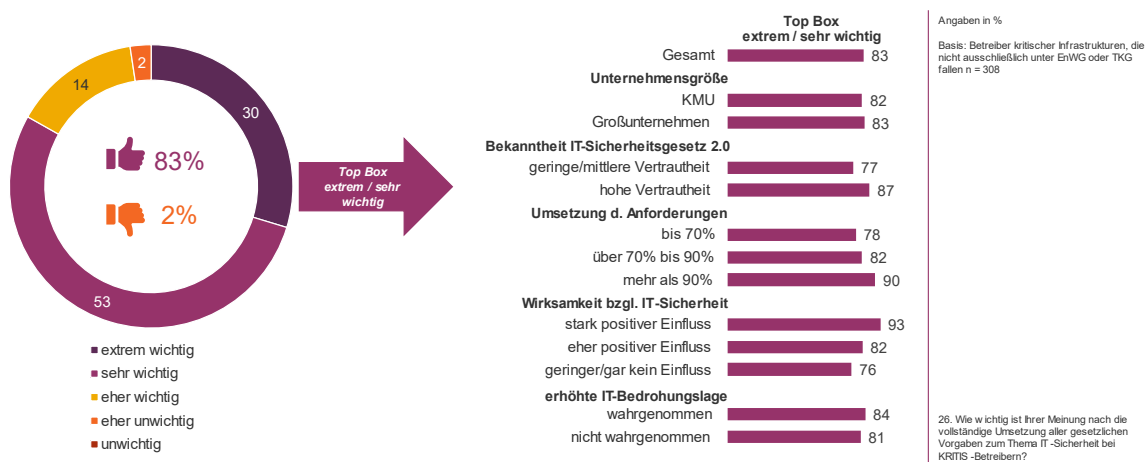 2
14
30
53
83%
2%
extrem wichtig
sehr wichtig
eher wichtig
eher unwichtig
unwichtig
Top Box
extrem / sehr
wichtig
Top Box
extrem / sehr wichtig
Gesamt 83
Unternehmensgröße
KMU 82
Großunternehmen 83
Bekanntheit IT-Sicherheitsgesetz 2.0
geringe/mittlere Vertrautheit 77
hohe Vertrautheit 87
Umsetzung d. Anforderungen
bis 70% 78
über 70% bis 90% 82
mehr als 90% 90
Wirksamkeit bzgl. IT-Sicherheit
stark positiver Einfluss 93
eher positiver Einfluss 82
geringer/gar kein Einfluss 76
erhöhte IT-Bedrohungslage
wahrgenommen 84
nicht wahrgenommen 81
Angaben in %
Basis: Betreiber kritischer Infrastrukturen, die
nicht ausschließlich unter EnWG oder TKG
fallen n = 308
26. Wie wichtig ist Ihrer Meinung nach die
vollständige Umsetzung aller gesetzlichen
Vorgaben zum Thema IT -Sicherheit bei
KRITIS -Betreibern?